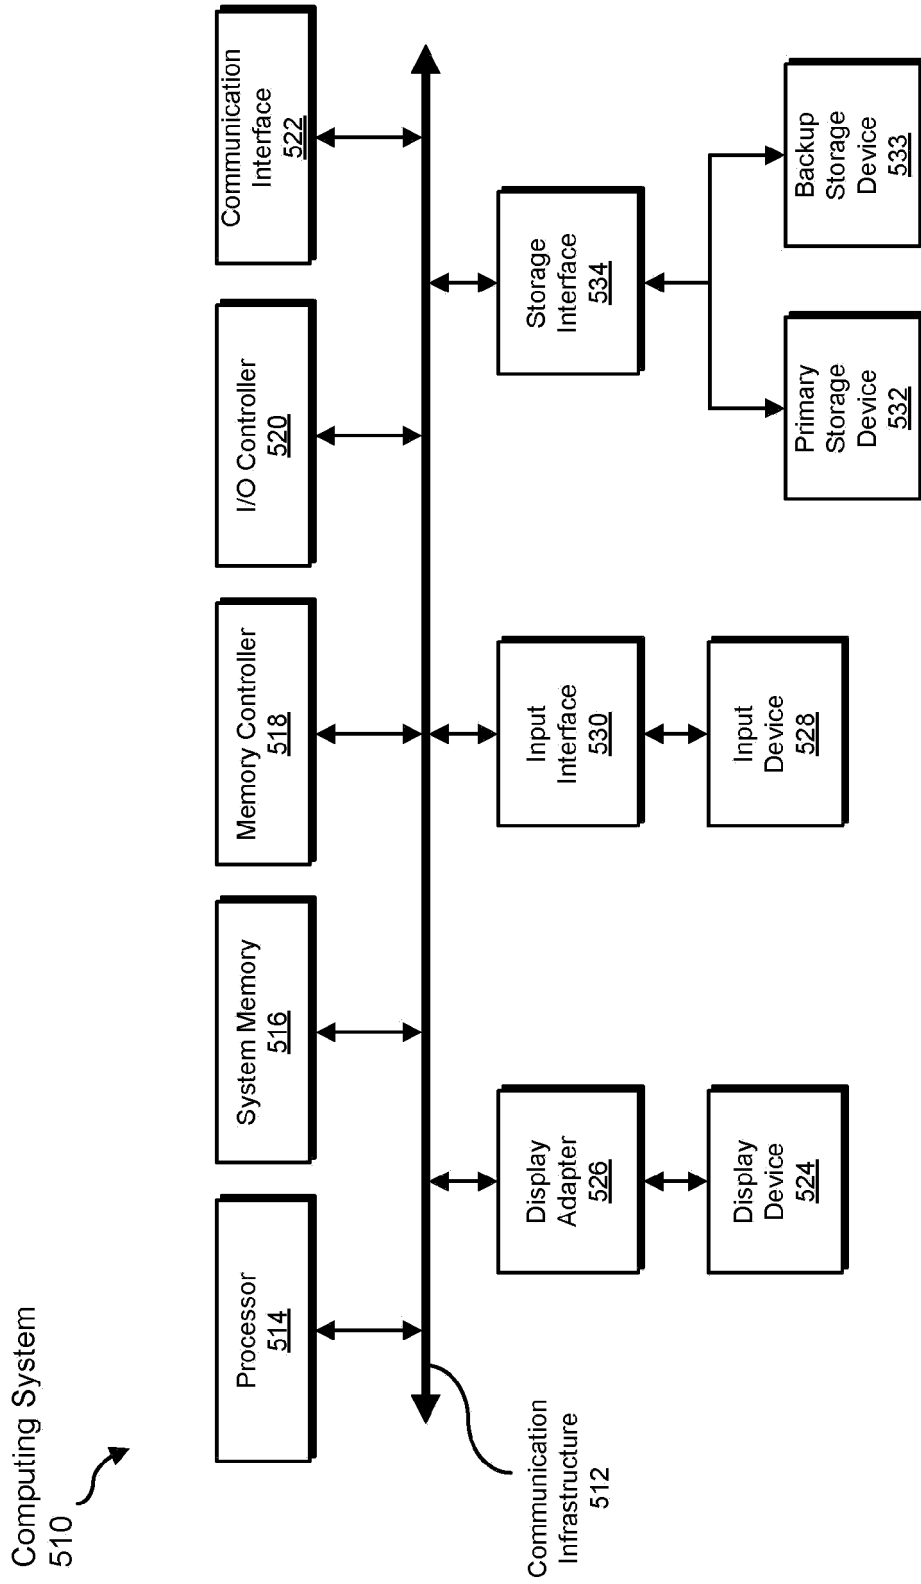 Computing System
510
Processor
514
System Memory
516
Memory Controller
518
I/O Controller
520
Communication
Interface
522
Communication
Infrastructure
512
Display
Adapter
526
Input
Interface
530
Storage
Interface
534
Display
Device
524
Input
Device
528
Primary
Storage
Device
532
Backup
Storage
Device
533